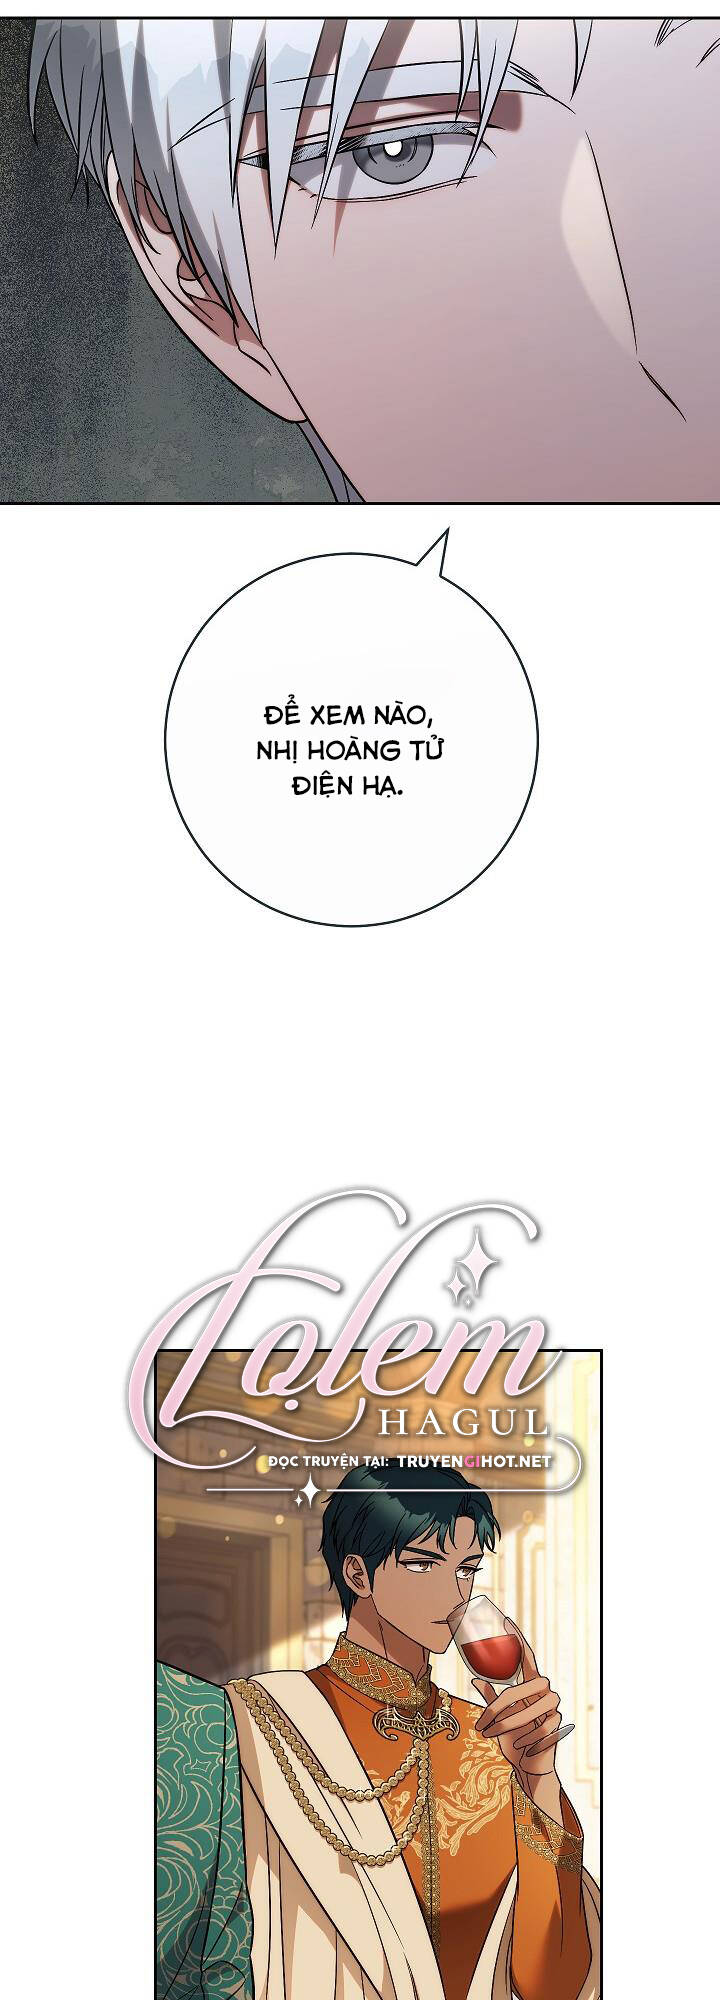 ĐỂ XEM NÀO,
NHỊ HOÀNG TỬ
ĐIỆN HẠ.
Lọlem
HAGUL
ĐỌC TRUYỆN TẠI: TRUYENGIHOT.NET